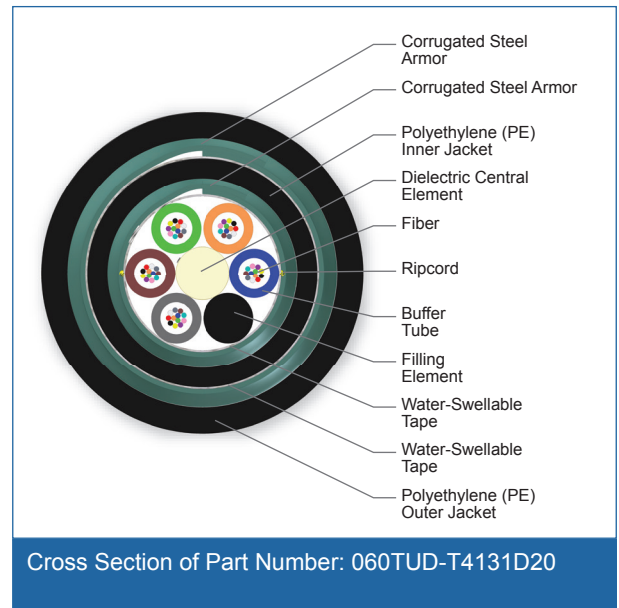 Corrugated Steel
Armor
Corrugated Steel Armor
Polyethylene (PE)
Inner Jacket
Dielectric Central
Element
Fiber
Ripcord
Buffer
Tube
Filling
Element
Water-Swellable
Tape
Water-Swellable
Tape
Polyethylene (PE)
Outer Jacket
Cross Section of Part Number: 060TUD-T4131D20